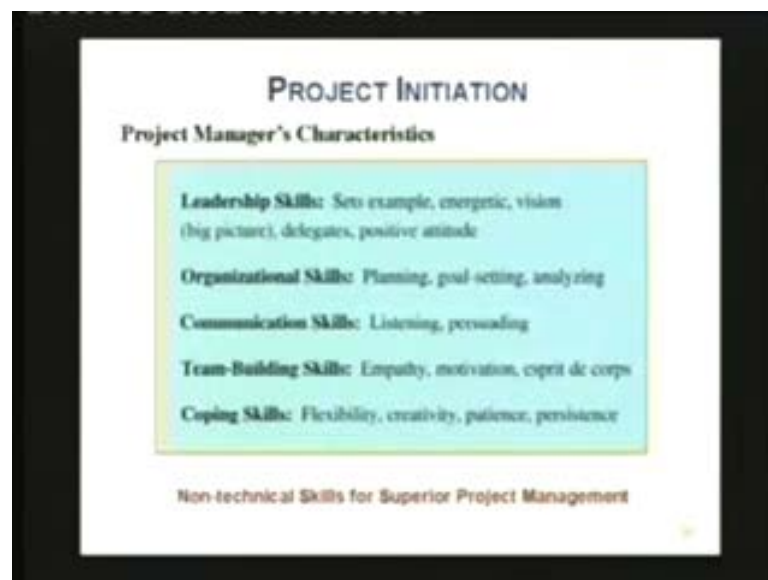 PROJECT INITIATION
Project Manager's Characteristics
Leadership Skills: Sets example, energetic, vision
(big picture), delegates, positive attitude
Organizational Skills: Planning, goal-setting, analyzing
Communication Skills: Listening, persuading
Team-Building Skills: Empathy, motivation, esprit de corps
Coping Skills: Flexibility, creativity, patience, persistence
Non-technical Skills for Superior Project Management